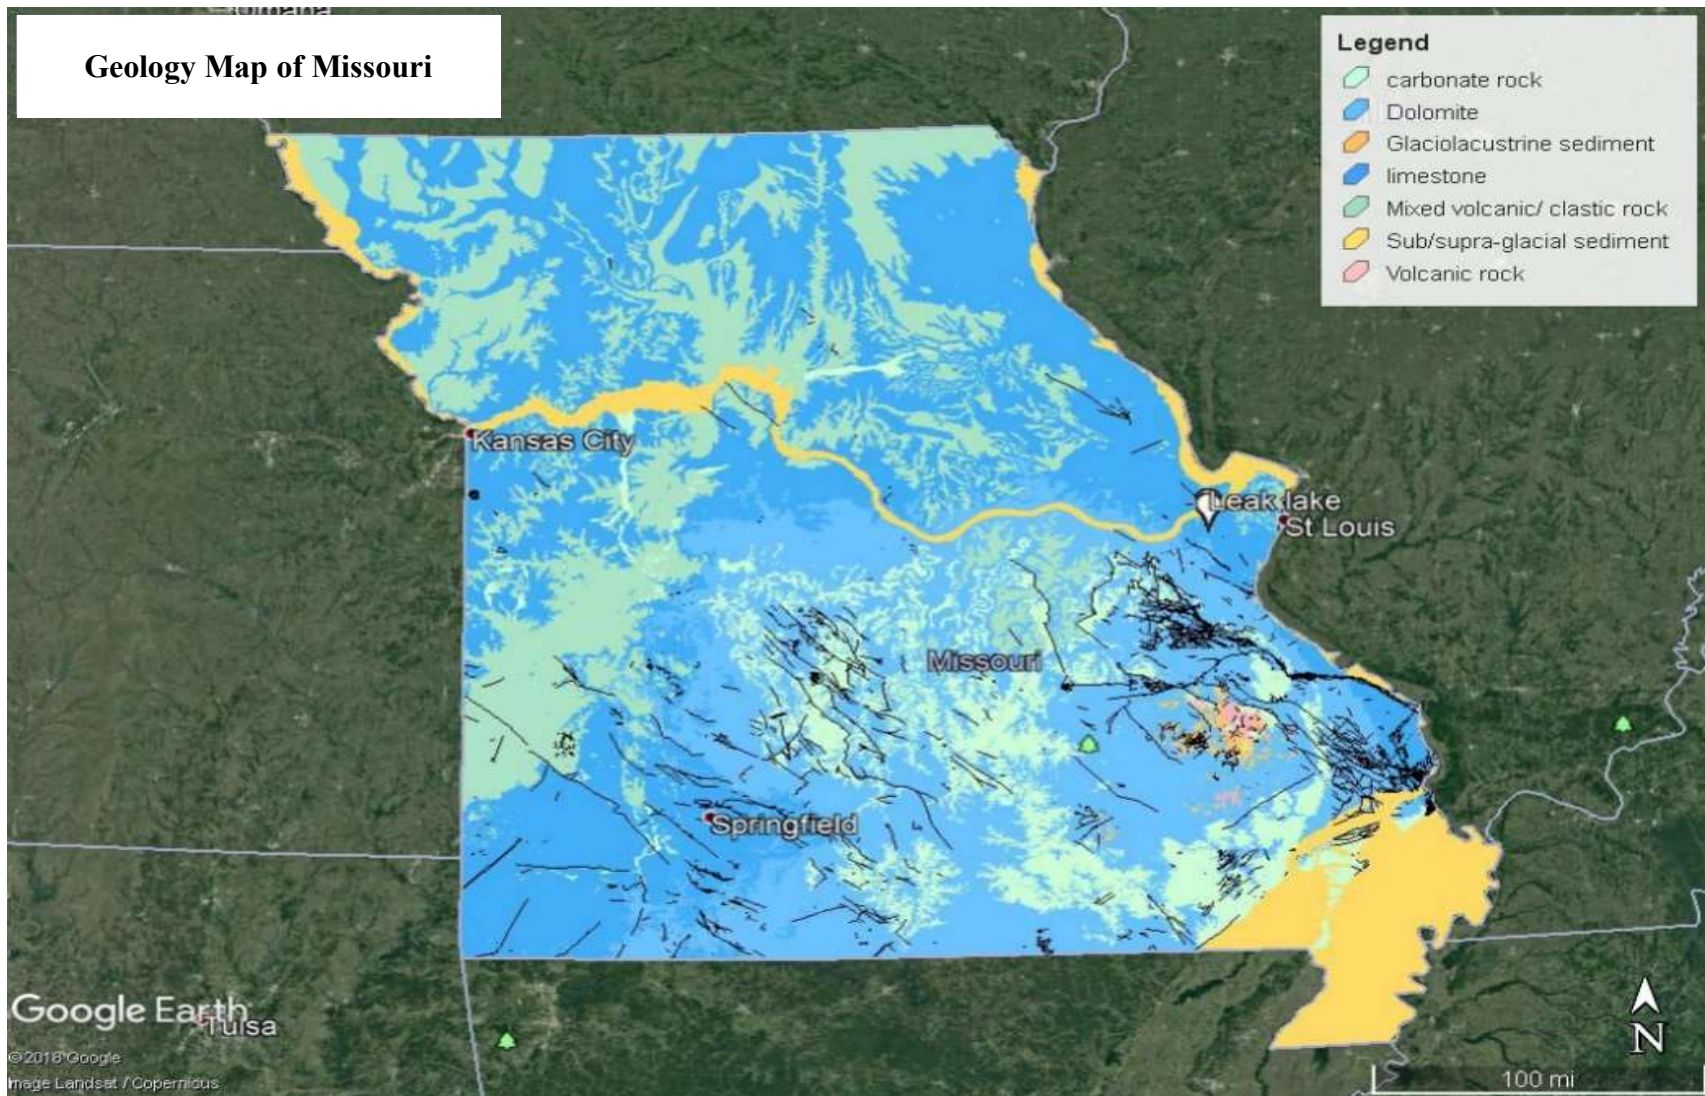 Omaha
Geology Map of Missouri
Legend
carbonate rock
Dolomite
Glaciolacustrine sediment
limestone
Mixed volcanic/ clastic rock
Sub/supra-glacial sediment
Volcanic rock
Kansas City
Leak lake
St Louis
Missouri
Springfield
Google Earth
Tulsa
©2018 Google
Image Landsat / Copernicus
N
100 mi